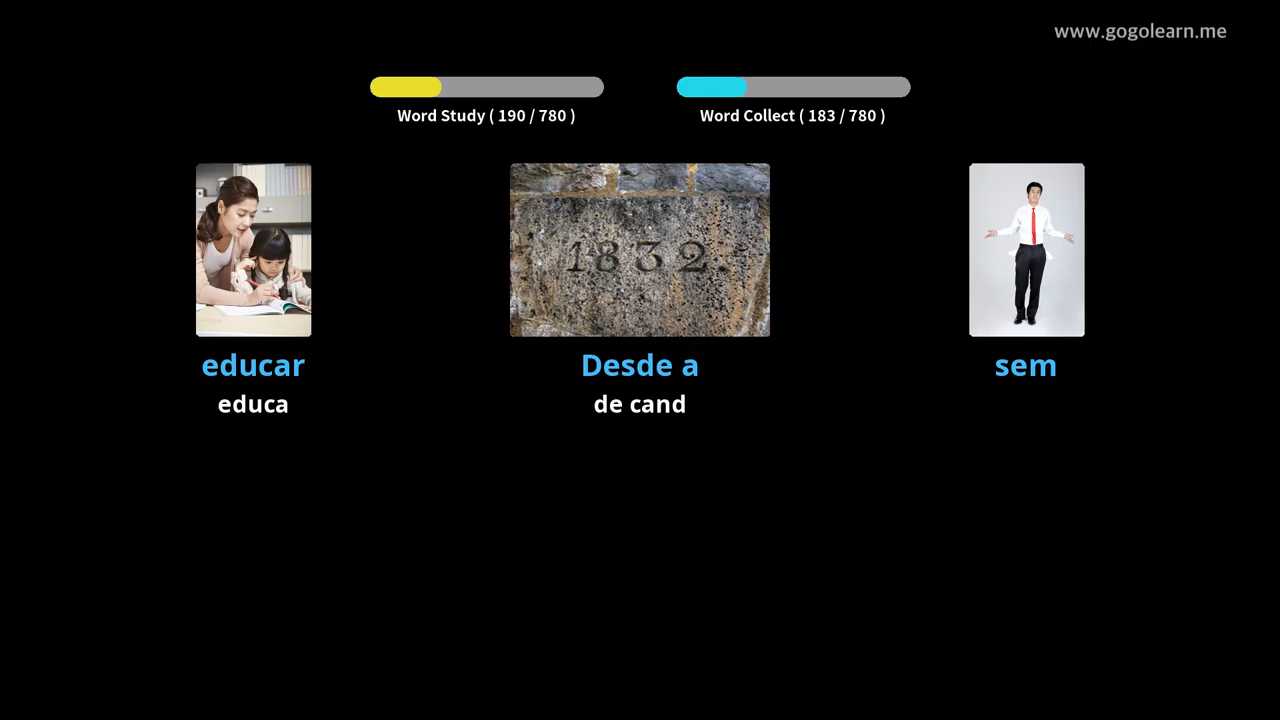 www.gogolearn.me
Word Study ( 190 / 780 )
Word Collect ( 183 / 780 )
1832.
educar
educa
Desde a
de cand
sem